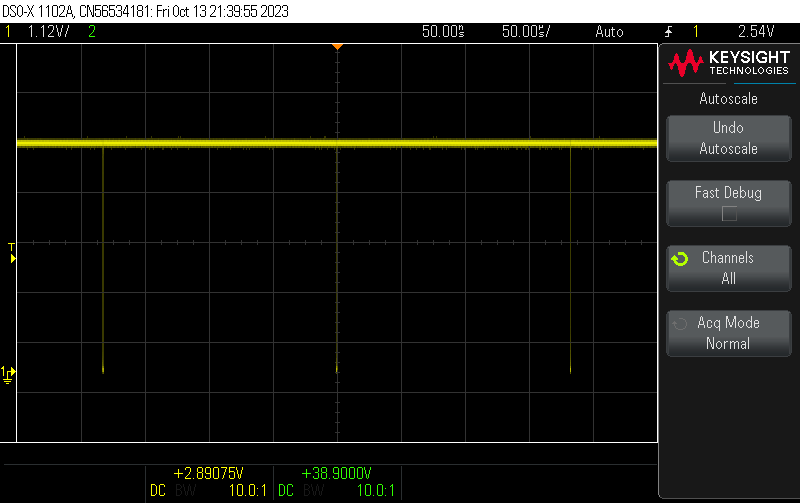 DSO-X 1102A, CN56534181: Fri Oct 13 21:39:55 2023
1 1.12V/ 2 50.00ms 50.00ms/ Auto 1 2.54V
KEYSIGHT
TECHNOLOGIES
Autoscale
Undo
Autoscale
Fast Debug
Channels
All
Acq Mode
Normal
T
1
+2.89075V +38.9000V
DC BW 10.0:1 DC BW 10.0:1